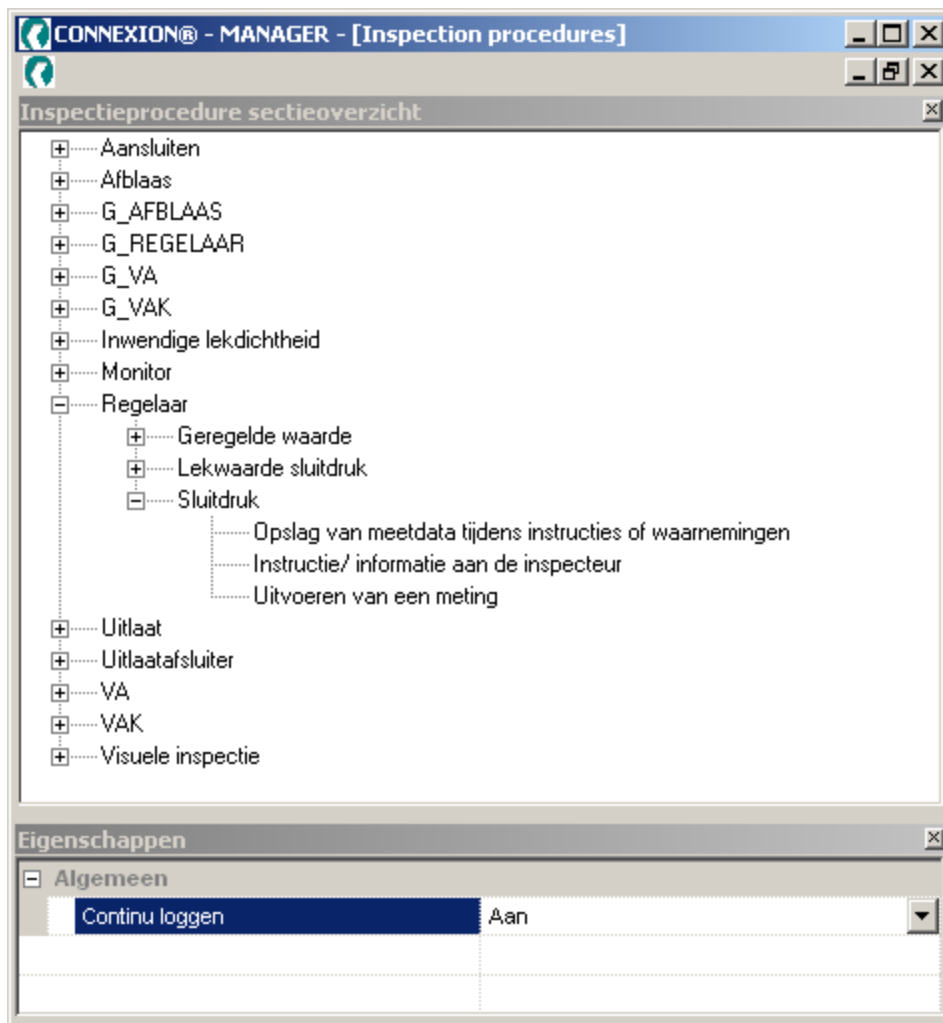 CONNEXION® - MANAGER - [Inspection procedures]
Inspectieprocedure sectieoverzicht
Aansluiten
Afblaas
G_AFBLAAS
G_REGELAAR
G_VA
G_VAK
Inwendige lekdichtheid
Monitor
Regelaar
Geregelde waarde
Lekwaarde sluitdruk
Sluitdruk
Opslag van meetdata tijdens instructies of waarnemingen
Instructie/ informatie aan de inspecteur
Uitvoeren van een meting
Uitlaat
Uitlaatafsluiter
VA
VAK
Visuele inspectie
Eigenschappen
Algemeen
Continu loggen Aan